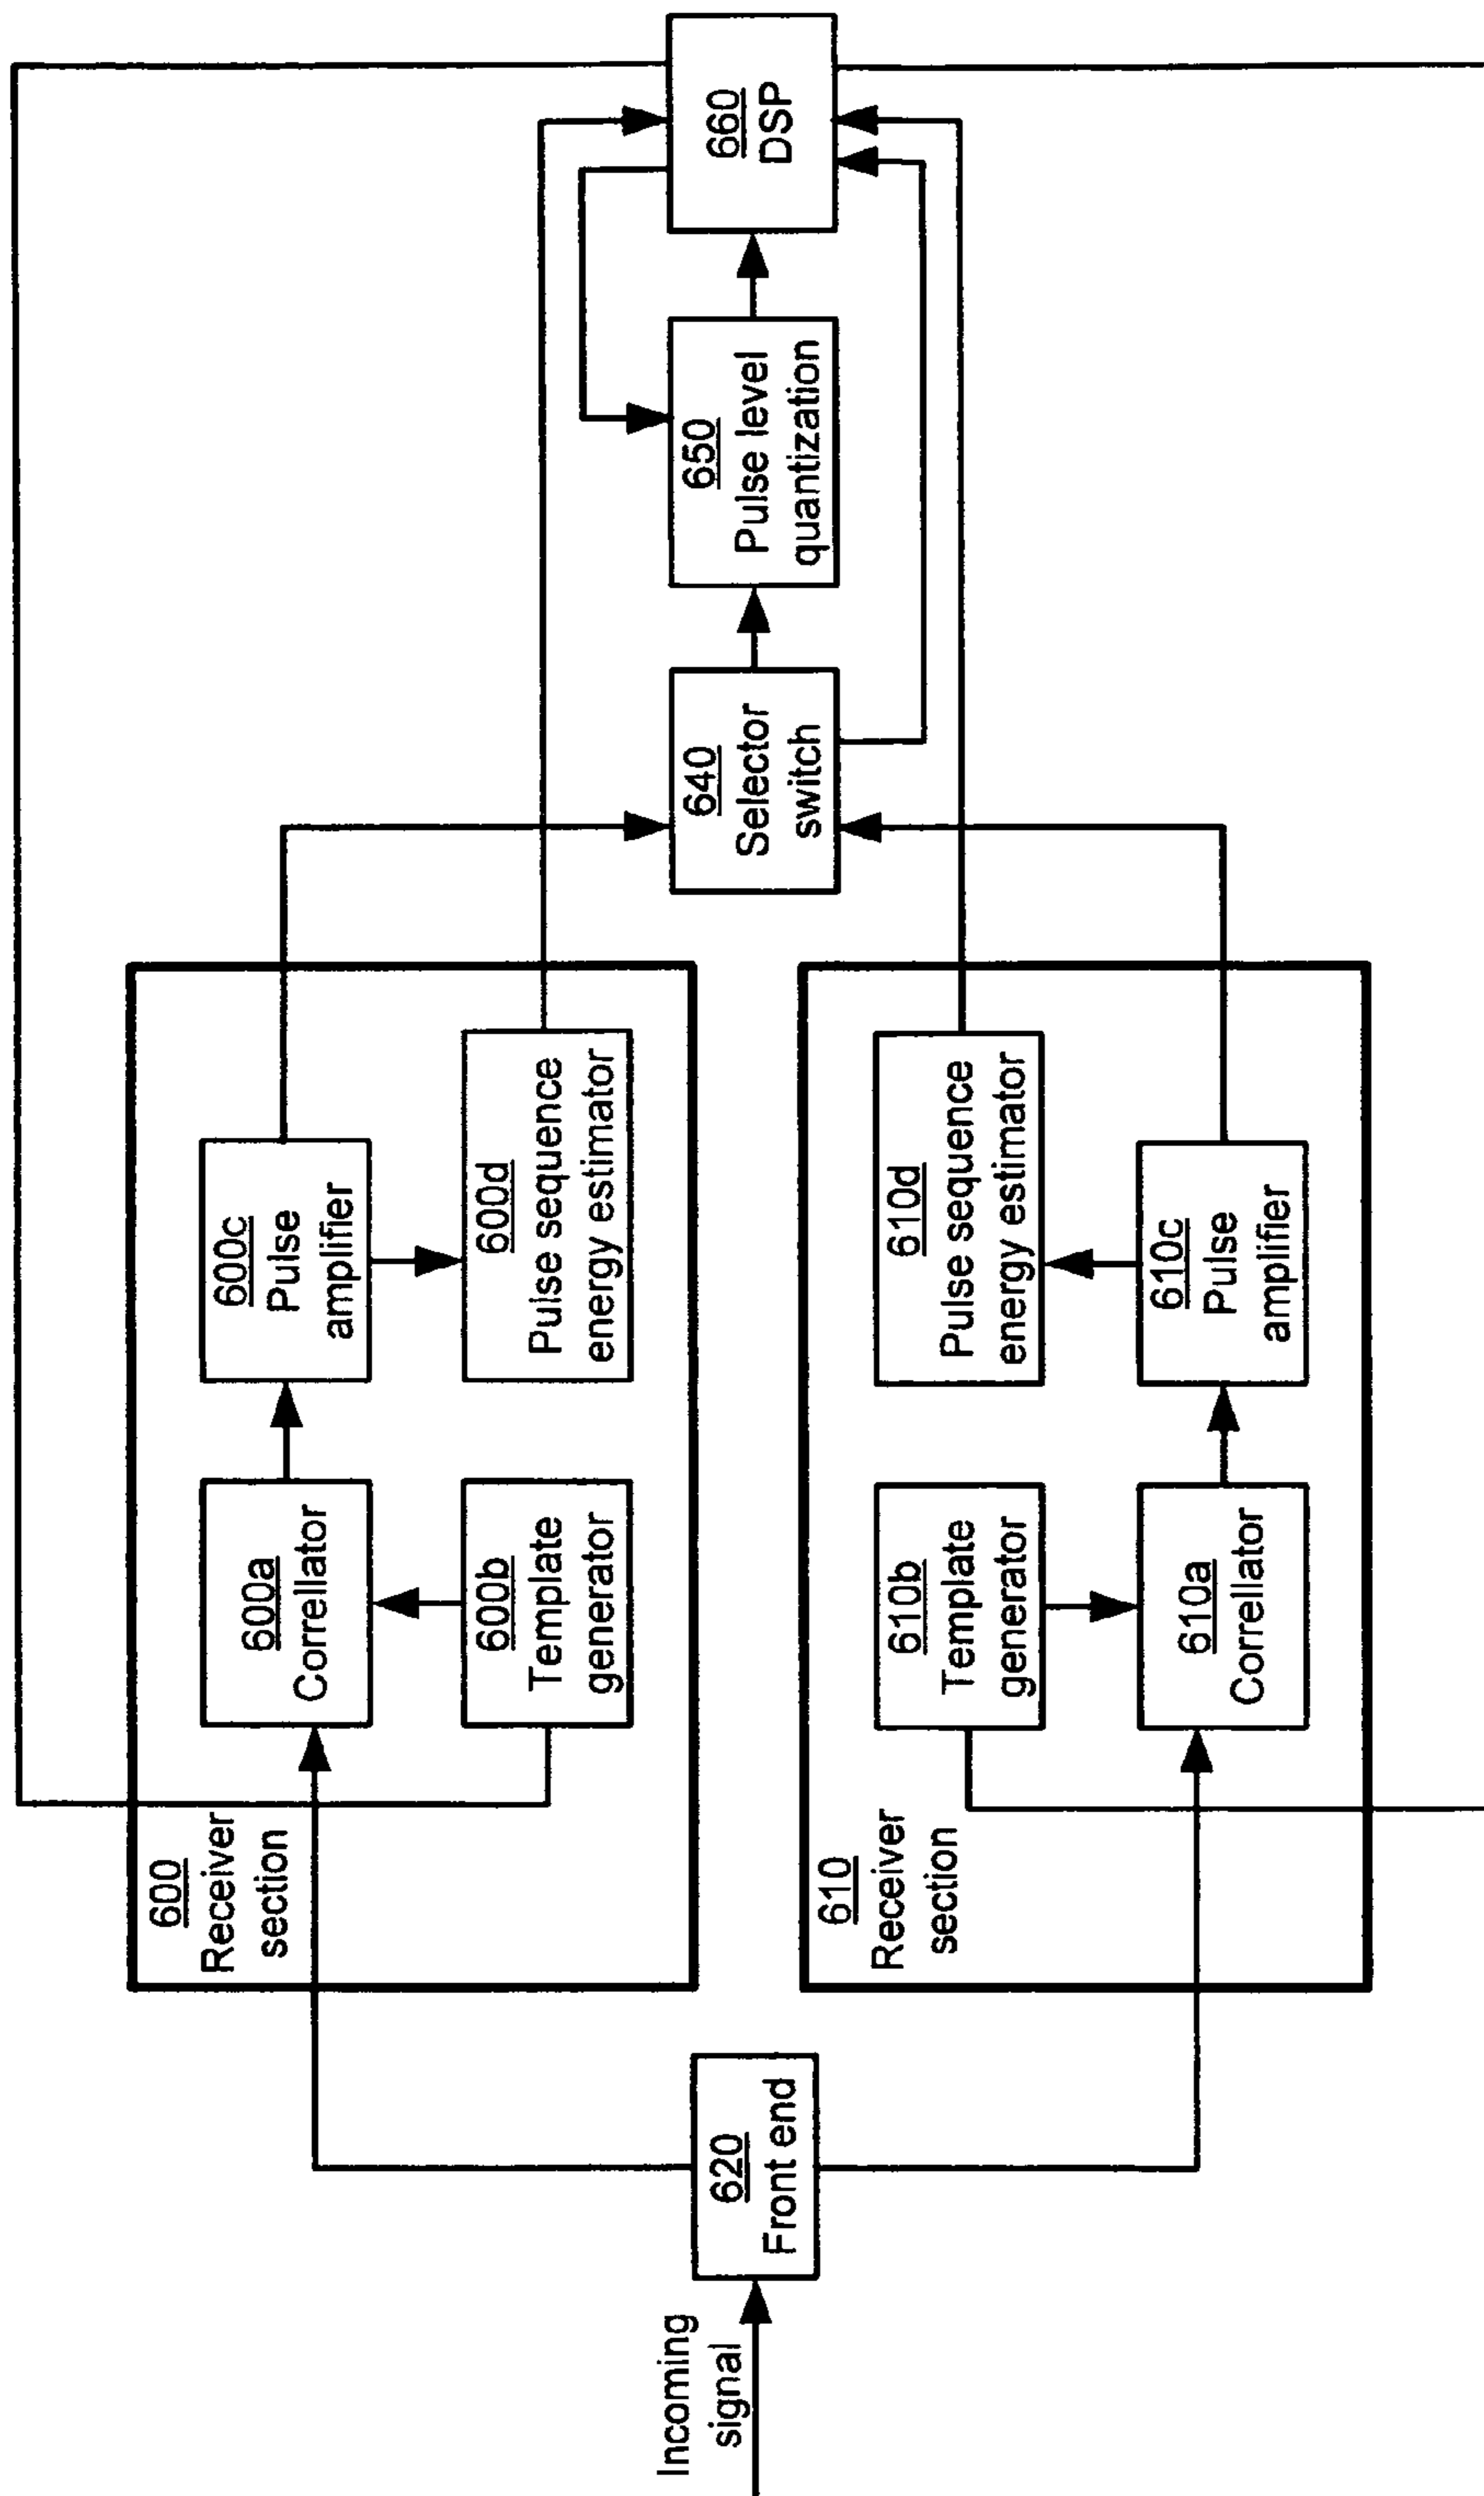 Incoming
signal
620
Front end
600
Receiver
section
600a
Correllator
600b
Template
generator
600c
Pulse
amplifier
600d
Pulse sequence
energy estimator
610
Receiver
section
610b
Template
generator
610a
Correllator
610d
Pulse sequence
energy estimator
610c
Pulse
amplifier
640
Selector
switch
650
Pulse level
quantization
660
DSP